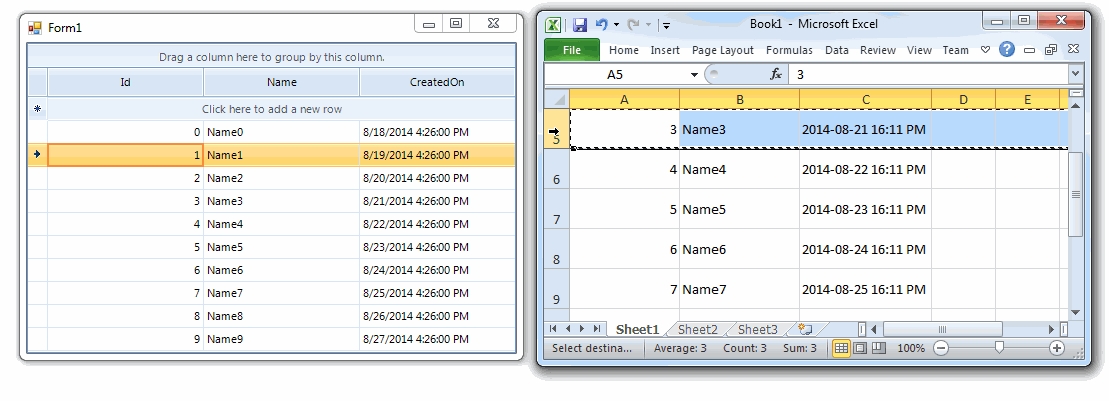 Form1
Drag a column here to group by this column.
Id Name CreatedOn
* Click here to add a new row
0 Name0 8/18/2014 4:26:00 PM
1 Name1 8/19/2014 4:26:00 PM
2 Name2 8/20/2014 4:26:00 PM
3 Name3 8/21/2014 4:26:00 PM
4 Name4 8/22/2014 4:26:00 PM
5 Name5 8/23/2014 4:26:00 PM
6 Name6 8/24/2014 4:26:00 PM
7 Name7 8/25/2014 4:26:00 PM
8 Name8 8/26/2014 4:26:00 PM
9 Name9 8/27/2014 4:26:00 PM
Book1 - Microsoft Excel
File Home Insert Page Layout Formulas Data Review View Team
A5 fx 3
A B C D E
5 3 Name3 2014-08-21 16:11 PM
6 4 Name4 2014-08-22 16:11 PM
7 5 Name5 2014-08-23 16:11 PM
8 6 Name6 2014-08-24 16:11 PM
9 7 Name7 2014-08-25 16:11 PM
Sheet1 Sheet2 Sheet3
Select destina... Average: 3 Count: 3 Sum: 3 100%